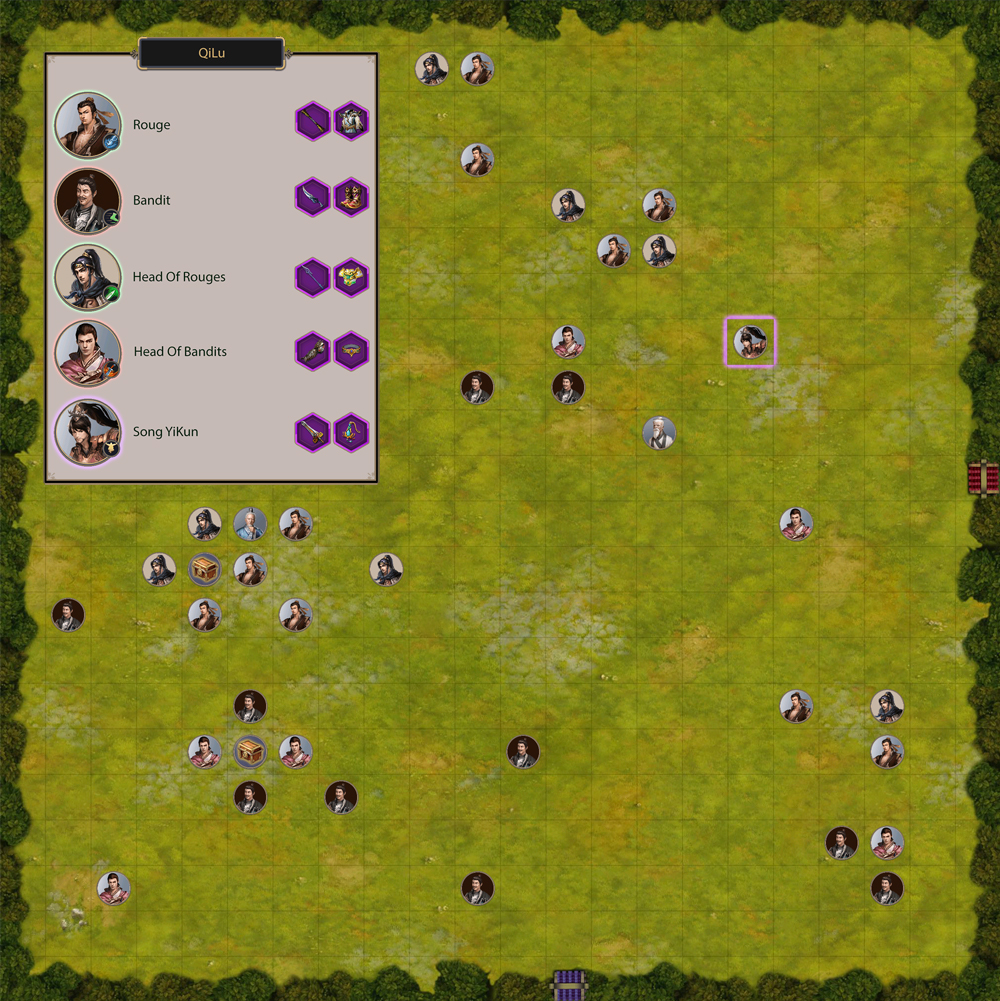 QiLu
Rouge
Bandit
Head Of Rouges
Head Of Bandits
Song YiKun